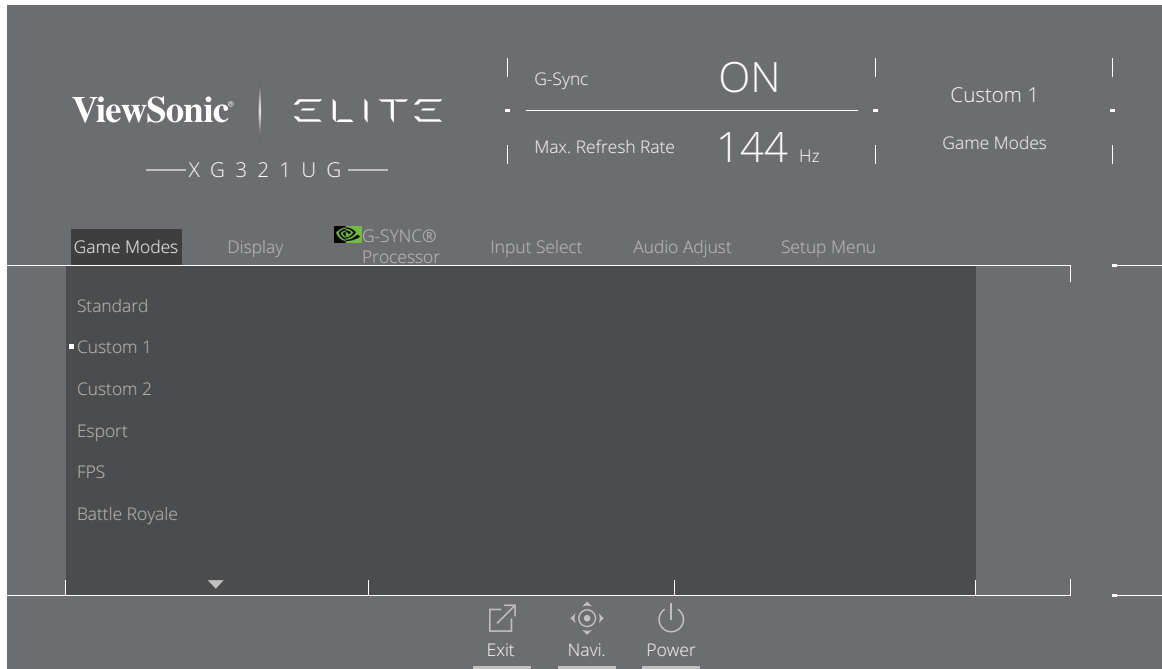 ViewSonic® ELITE
XG321UG
G-Sync ON
Max. Refresh Rate 144 Hz
Custom 1
Game Modes
Game Modes
Display
G-SYNC®
Processor
Input Select
Audio Adjust
Setup Menu
Standard
Custom 1
Custom 2
Esport
FPS
Battle Royale
Exit
Navi.
Power